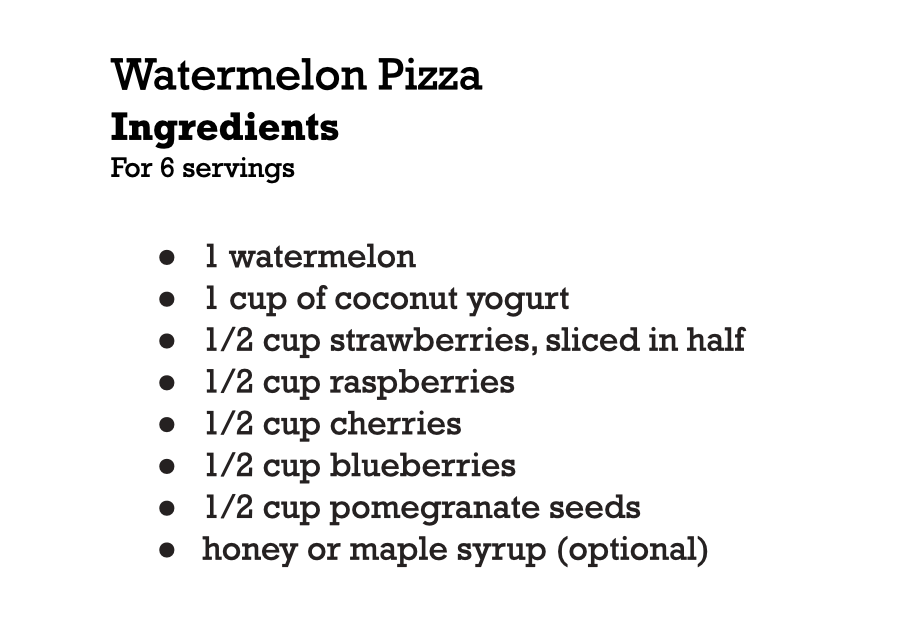 Watermelon Pizza
Ingredients
For 6 servings
● 1 watermelon
● 1 cup of coconut yogurt
● 1/2 cup strawberries, sliced in half
● 1/2 cup raspberries
● 1/2 cup cherries
● 1/2 cup blueberries
● 1/2 cup pomegranate seeds
● honey or maple syrup (optional)